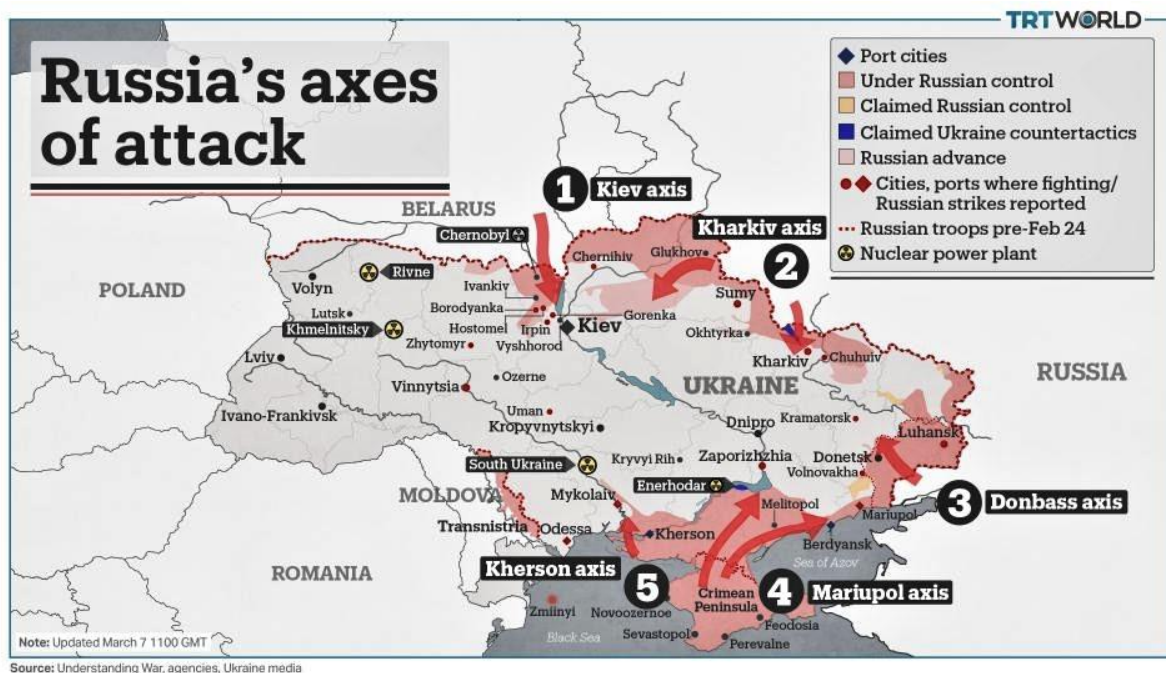 TRTWORLD
Russia's axes
of attack
Port cities
Under Russian control
Claimed Russian control
Claimed Ukraine countertactics
Russian advance
Cities, ports where fighting/
Russian strikes reported
Russian troops pre-Feb 24
Nuclear power plant
1 Kiev axis
BELARUS
Kharkiv axis
2
Chernobyl
Glukhov
Chernihiv
Rivne
POLAND
Volyn
Ivankiv
Sumy
Borodyanka
Gorenka
Lutsk
Hostomel
Irpin
Kiev
Okhtyrka
Khmelnitsky
Zhytomyr
Vyshhorod
Kharkiv
Chuhuiv
Lviv
RUSSIA
Ozerne
UKRAINE
Vinnytsia
Ivano-Frankivsk
Uman
Kramatorsk
Dnipro
Kropyvnytskyi
Luhansk
Kryvyi Rih
Zaporizhzhia
Donetsk
South Ukraine
Volnovakha
Enerhodar
MOLDOVA
Mykolaiv
Melitopol
3 Donbass axis
Mariupol
Transnistria
Odessa
Kherson
Berdyansk
Sea of Azov
Kherson axis
5
4 Mariupol axis
ROMANIA
Crimean
Peninsula
Zmiinyi
Novoozernoe
Feodosia
Black Sea
Sevastopol
Perevalne
Note: Updated March 7 1100 GMT
Source: Understanding War, agencies, Ukraine media